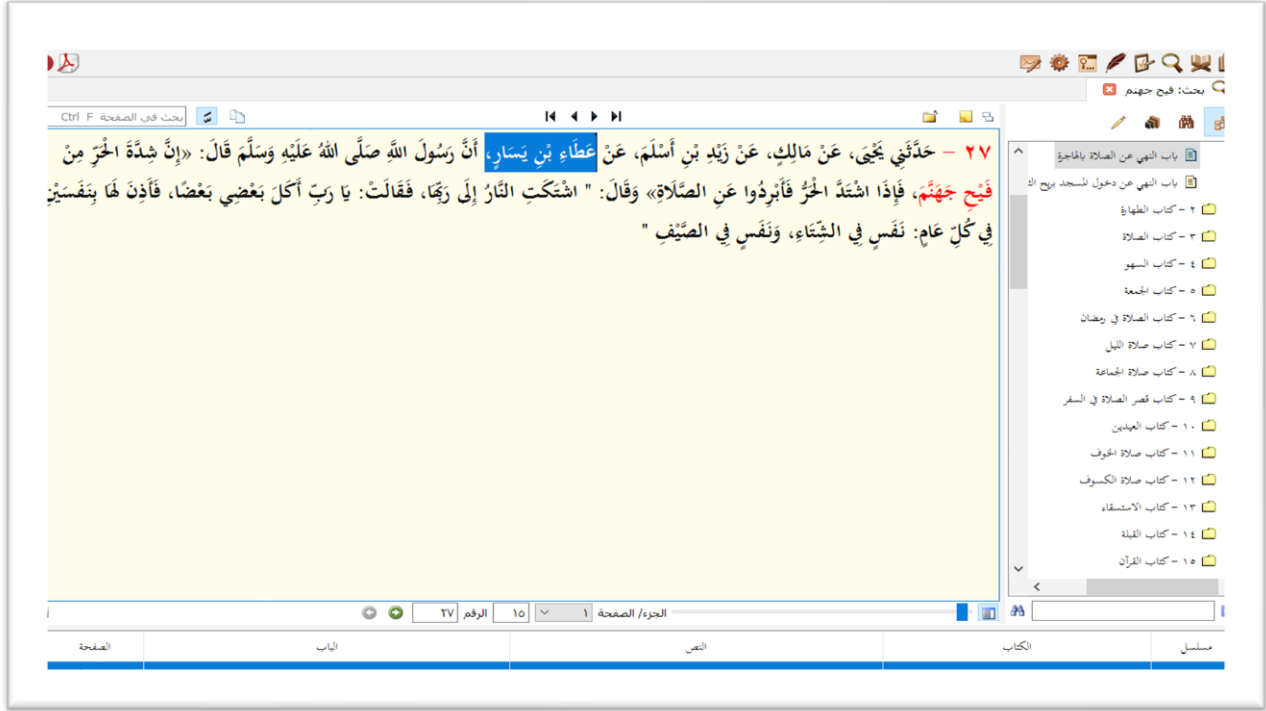 بحث: فيح جهنم
بحث في الصفحة Ctrl F
٢٧ – حَدَّثَنِي يَحْيَى، عَنْ مَالِكٍ، عَنْ زَيْدِ بْنِ أَسْلَمَ، عَنْ عَطَاءِ بْنِ يَسَارٍ، أَنَّ رَسُولَ اللَّهِ صَلَّى اللهُ عَلَيْهِ وَسَلَّمَ قَالَ: «إِنَّ شِدَّةَ الْحَرِّ مِنْ
فَيْحِ جَهَنَّمَ، فَإِذَا اشْتَدَّ الْحَرُّ فَأَبْرِدُوا عَنِ الصَّلَاةِ» وَقَالَ: " اشْتَكَتِ النَّارُ إِلَى رَبِّهَا، فَقَالَتْ: يَا رَبِّ أَكَلَ بَعْضِي بَعْضًا، فَأَذِنَ لَهَا بِنَفَسَيْنِ
فِي كُلِّ عَامٍ: نَفَسٍ فِي الشِّتَاءِ، وَنَفَسٍ فِي الصَّيْفِ "
باب النهي عن الصلاة بالهاجرة
باب النهي عن دخول المسجد بريح
٢ – كتاب الطهارة
٣ – كتاب الصلاة
٤ – كتاب السهو
٥ – كتاب الجمعة
٦ – كتاب الصلاة في رمضان
٧ – كتاب صلاة الليل
٨ – كتاب صلاة الجماعة
٩ – كتاب قصر الصلاة في السفر
١٠ – كتاب العيدين
١١ – كتاب صلاة الخوف
١٢ – كتاب صلاة الكسوف
١٣ – كتاب الاستسقاء
١٤ – كتاب القبلة
١٥ – كتاب القرآن
الجزء/ الصفحة ١ ١٥ الرقم ٢٧
مسلسل الكتاب النص الباب الصفحة